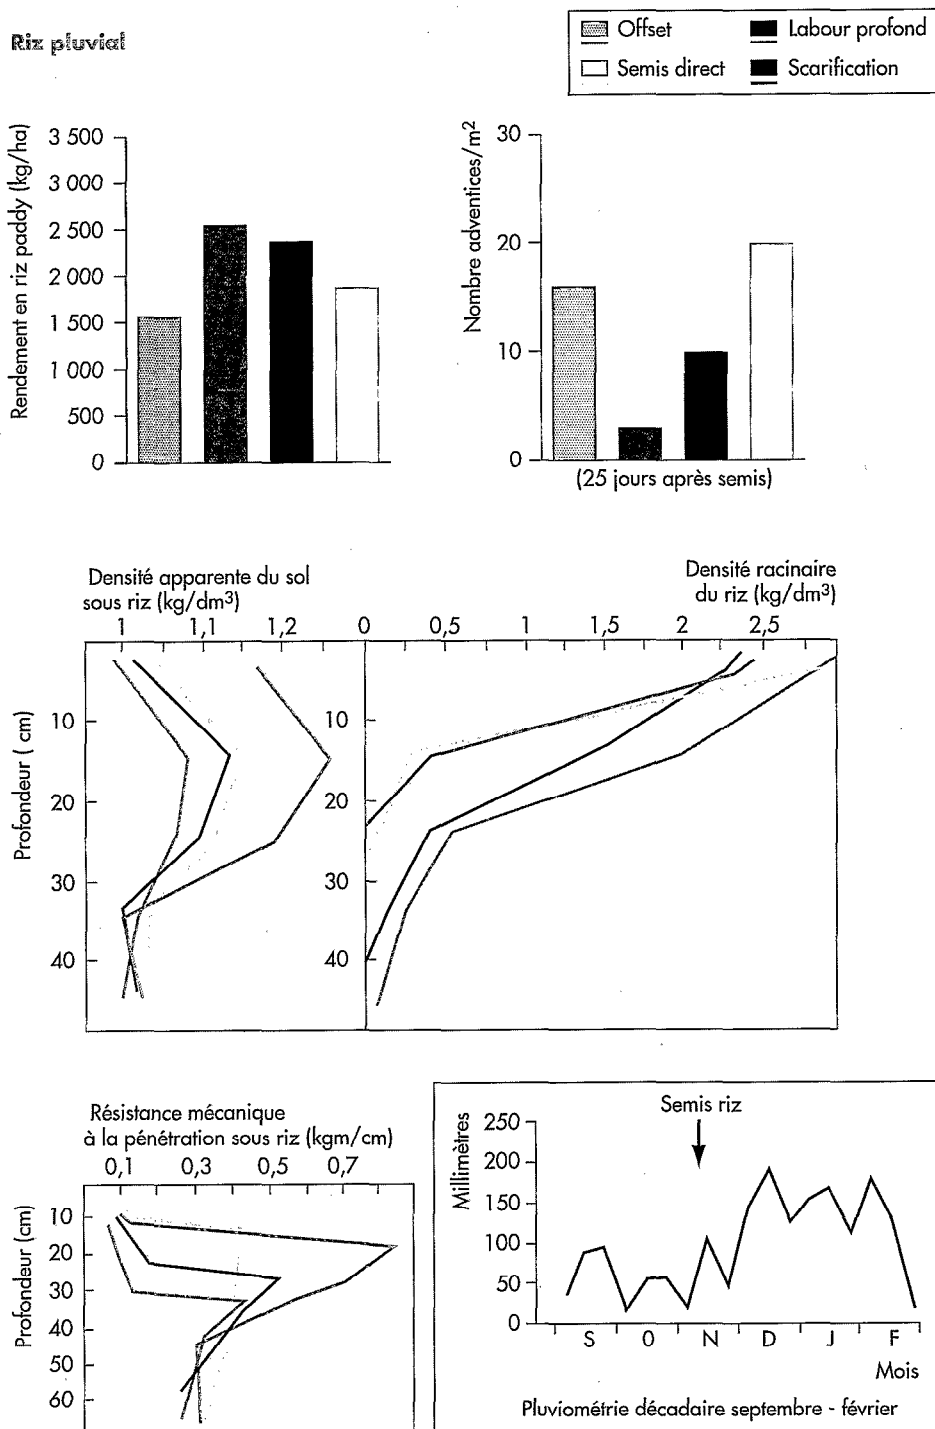 Riz pluvial
Offset
Labour profond
Semis direct
Scarification
Rendement en riz paddy (kg/ha)
3 500
3 000
2 500
2 000
1 500
1 000
500
0
Nombre adventices/m²
30
20
10
0
(25 jours après semis)
Densité apparente du sol
sous riz (kg/dm³)
1 1,1 1,2
Profondeur ( cm)
10
20
30
40
Densité racinaire
du riz (kg/dm³)
0 0,5 1 1,5 2 2,5
10
20
30
40
Résistance mécanique
à la pénétration sous riz (kgm/cm)
0,1 0,3 0,5 0,7
Profondeur (cm)
10
20
30
40
50
60
Semis riz
Millimètres
250
200
150
100
50
0
S O N D J F
Mois
Pluviométrie décadaire septembre - février